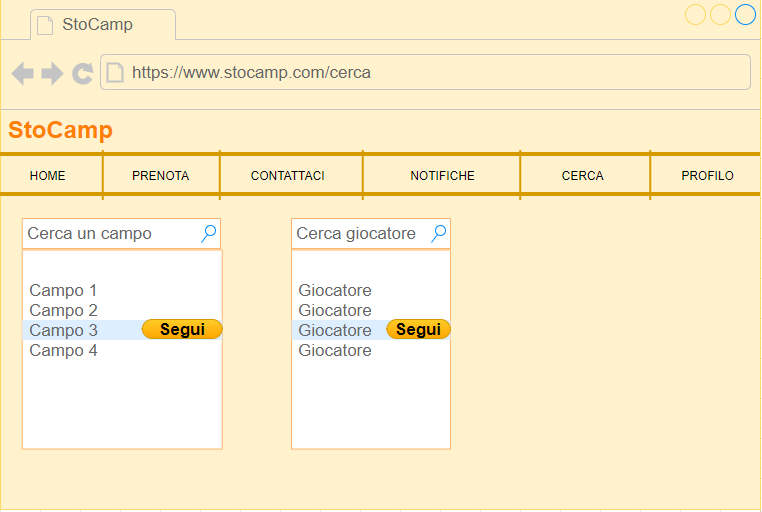 StoCamp
https://www.stocamp.com/cerca
StoCamp
HOME PRENOTA CONTATTACI NOTIFICHE CERCA PROFILO
Cerca un campo
Campo 1
Campo 2
Campo 3 Segui
Campo 4
Cerca giocatore
Giocatore
Giocatore
Giocatore Segui
Giocatore